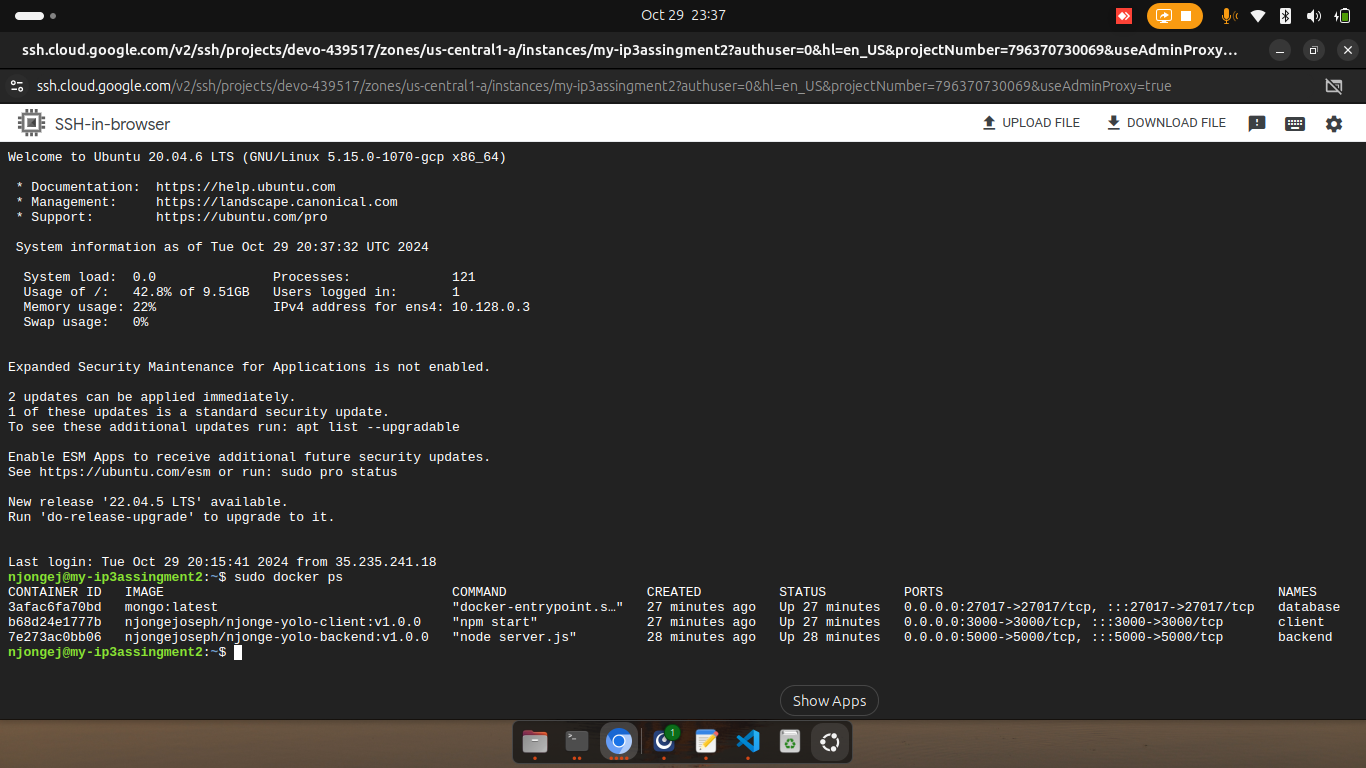 Oct 29 23:37
ssh.cloud.google.com/v2/ssh/projects/devo-439517/zones/us-central1-a/instances/my-ip3assingment2?authuser=0&hl=en_US&projectNumber=796370730069&useAdminProxy...
ssh.cloud.google.com/v2/ssh/projects/devo-439517/zones/us-central1-a/instances/my-ip3assingment2?authuser=0&hl=en_US&projectNumber=796370730069&useAdminProxy=true
SSH-in-browser UPLOAD FILE DOWNLOAD FILE
Welcome to Ubuntu 20.04.6 LTS (GNU/Linux 5.15.0-1070-gcp x86_64)
* Documentation: https://help.ubuntu.com
* Management: https://landscape.canonical.com
* Support: https://ubuntu.com/pro
System information as of Tue Oct 29 20:37:32 UTC 2024
System load: 0.0 Processes: 121
Usage of /: 42.8% of 9.51GB Users logged in: 1
Memory usage: 22% IPv4 address for ens4: 10.128.0.3
Swap usage: 0%
Expanded Security Maintenance for Applications is not enabled.
2 updates can be applied immediately.
1 of these updates is a standard security update.
To see these additional updates run: apt list --upgradable
Enable ESM Apps to receive additional future security updates.
See https://ubuntu.com/esm or run: sudo pro status
New release '22.04.5 LTS' available.
Run 'do-release-upgrade' to upgrade to it.
Last login: Tue Oct 29 20:15:41 2024 from 35.235.241.18
njongej@my-ip3assingment2:~$ sudo docker ps
CONTAINER ID IMAGE COMMAND CREATED STATUS PORTS NAMES
3afac6fa70bd mongo:latest "docker-entrypoint.s…" 27 minutes ago Up 27 minutes 0.0.0.0:27017->27017/tcp, :::27017->27017/tcp database
b68d24e1777b njongejoseph/njonge-yolo-client:v1.0.0 "npm start" 27 minutes ago Up 27 minutes 0.0.0.0:3000->3000/tcp, :::3000->3000/tcp client
7e273ac0bb06 njongejoseph/njonge-yolo-backend:v1.0.0 "node server.js" 28 minutes ago Up 28 minutes 0.0.0.0:5000->5000/tcp, :::5000->5000/tcp backend
njongej@my-ip3assingment2:~$
Show Apps
1